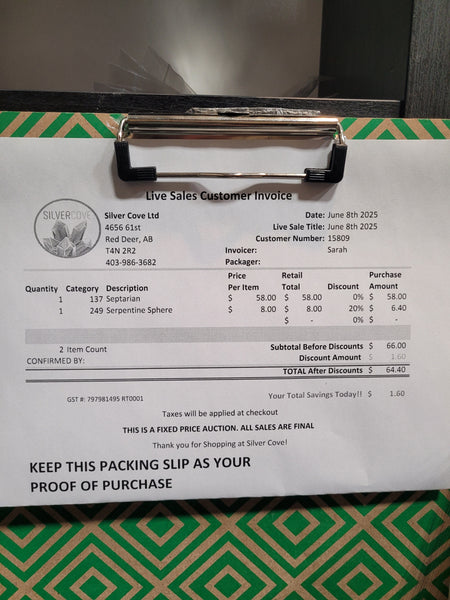 Live Sales Customer Invoice
SILVERCOVE
Silver Cove Ltd
4656 61st
Red Deer, AB
T4N 2R2
403-986-3682
Date: June 8th 2025
Live Sale Title: June 8th 2025
Customer Number: 15809
Invoicer: Sarah
Packager:
Quantity Category Description Price Per Item Retail Total Discount Purchase Amount
1 137 Septarian $ 58.00 $ 58.00 0% $ 58.00
1 249 Serpentine Sphere $ 8.00 $ 8.00 20% $ 6.40
$ - 0% $ -
2 Item Count Subtotal Before Discounts $ 66.00
CONFIRMED BY: Discount Amount $ 1.60
TOTAL After Discounts $ 64.40
GST #: 797981495 RT0001 Your Total Savings Today!! $ 1.60
Taxes will be applied at checkout
THIS IS A FIXED PRICE AUCTION. ALL SALES ARE FINAL
Thank you for Shopping at Silver Cove!
KEEP THIS PACKING SLIP AS YOUR
PROOF OF PURCHASE